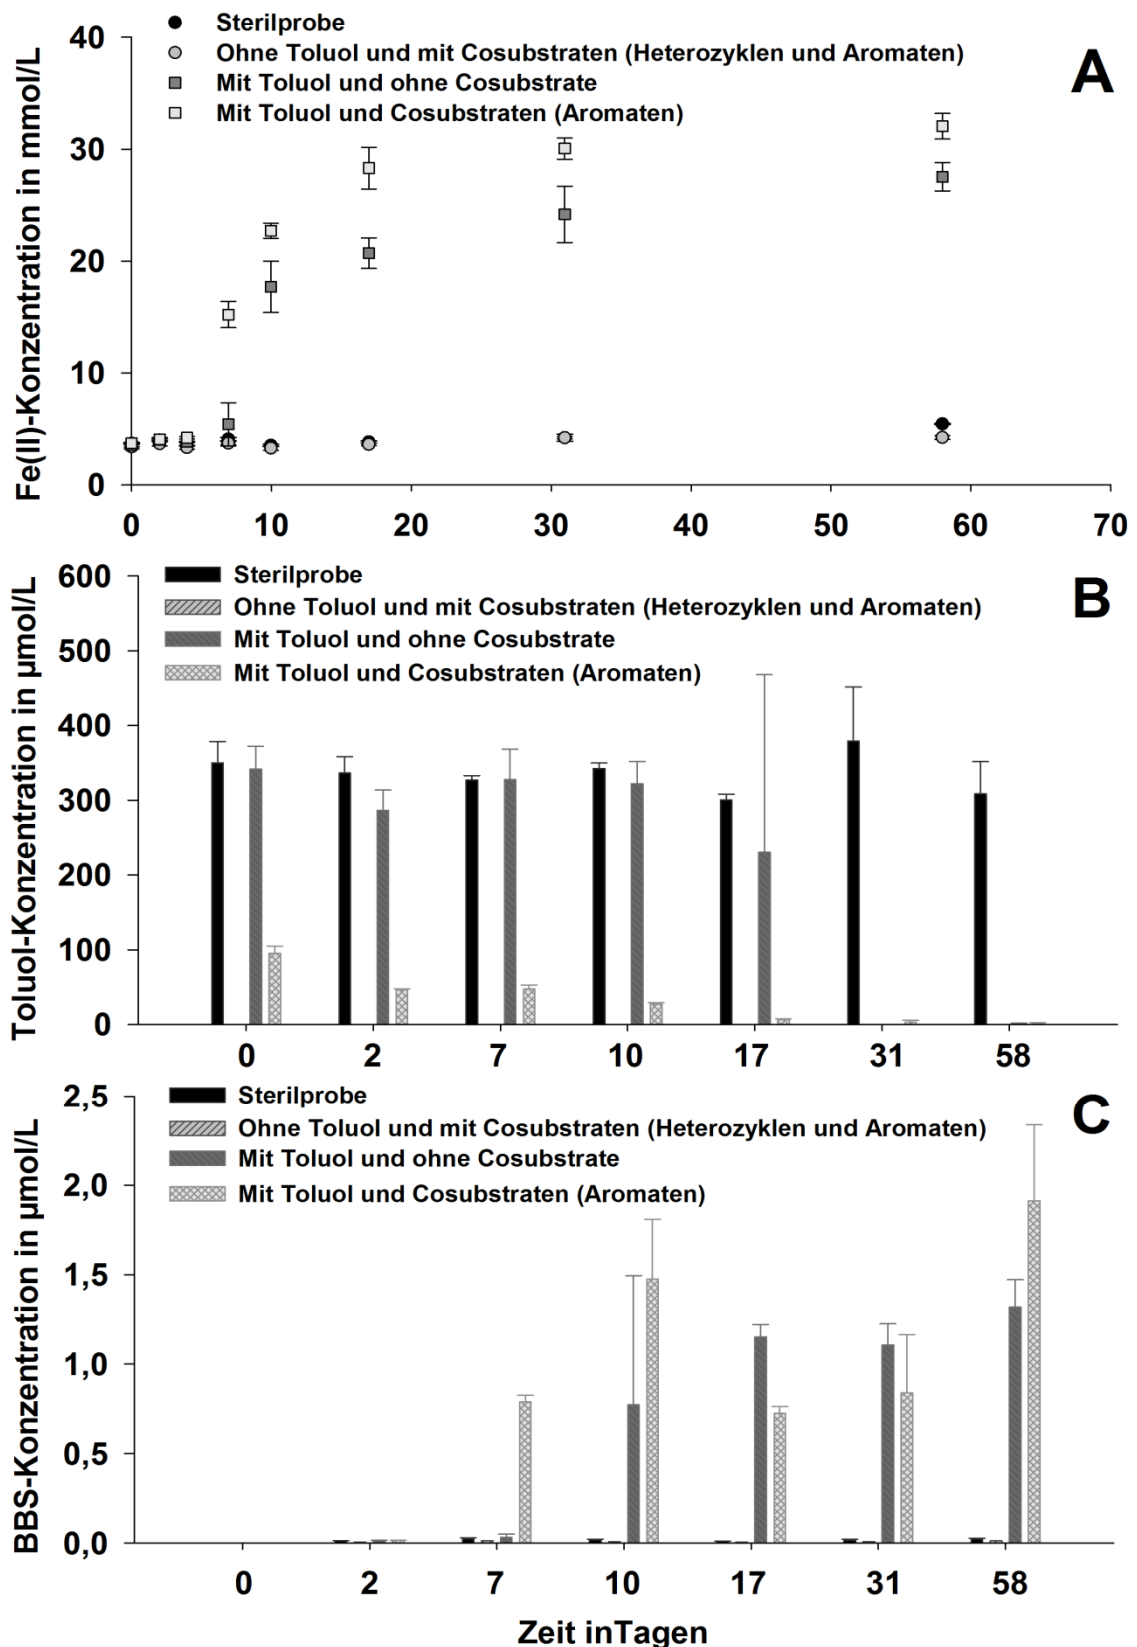 Sterilprobe
Ohne Toluol und mit Cosubstraten (Heterozyklen und Aromaten)
Mit Toluol und ohne Cosubstrate
Mit Toluol und Cosubstraten (Aromaten)
A
Fe(II)-Konzentration in mmol/L
40
30
20
10
0
0 10 20 30 40 50 60 70
Sterilprobe
Ohne Toluol und mit Cosubstraten (Heterozyklen und Aromaten)
Mit Toluol und ohne Cosubstrate
Mit Toluol und Cosubstraten (Aromaten)
B
Toluol-Konzentration in µmol/L
600
500
400
300
200
100
0
0 2 7 10 17 31 58
Sterilprobe
Ohne Toluol und mit Cosubstraten (Heterozyklen und Aromaten)
Mit Toluol und ohne Cosubstrate
Mit Toluol und Cosubstraten (Aromaten)
C
BBS-Konzentration in µmol/L
2,5
2,0
1,5
1,0
0,5
0,0
0 2 7 10 17 31 58
Zeit inTagen